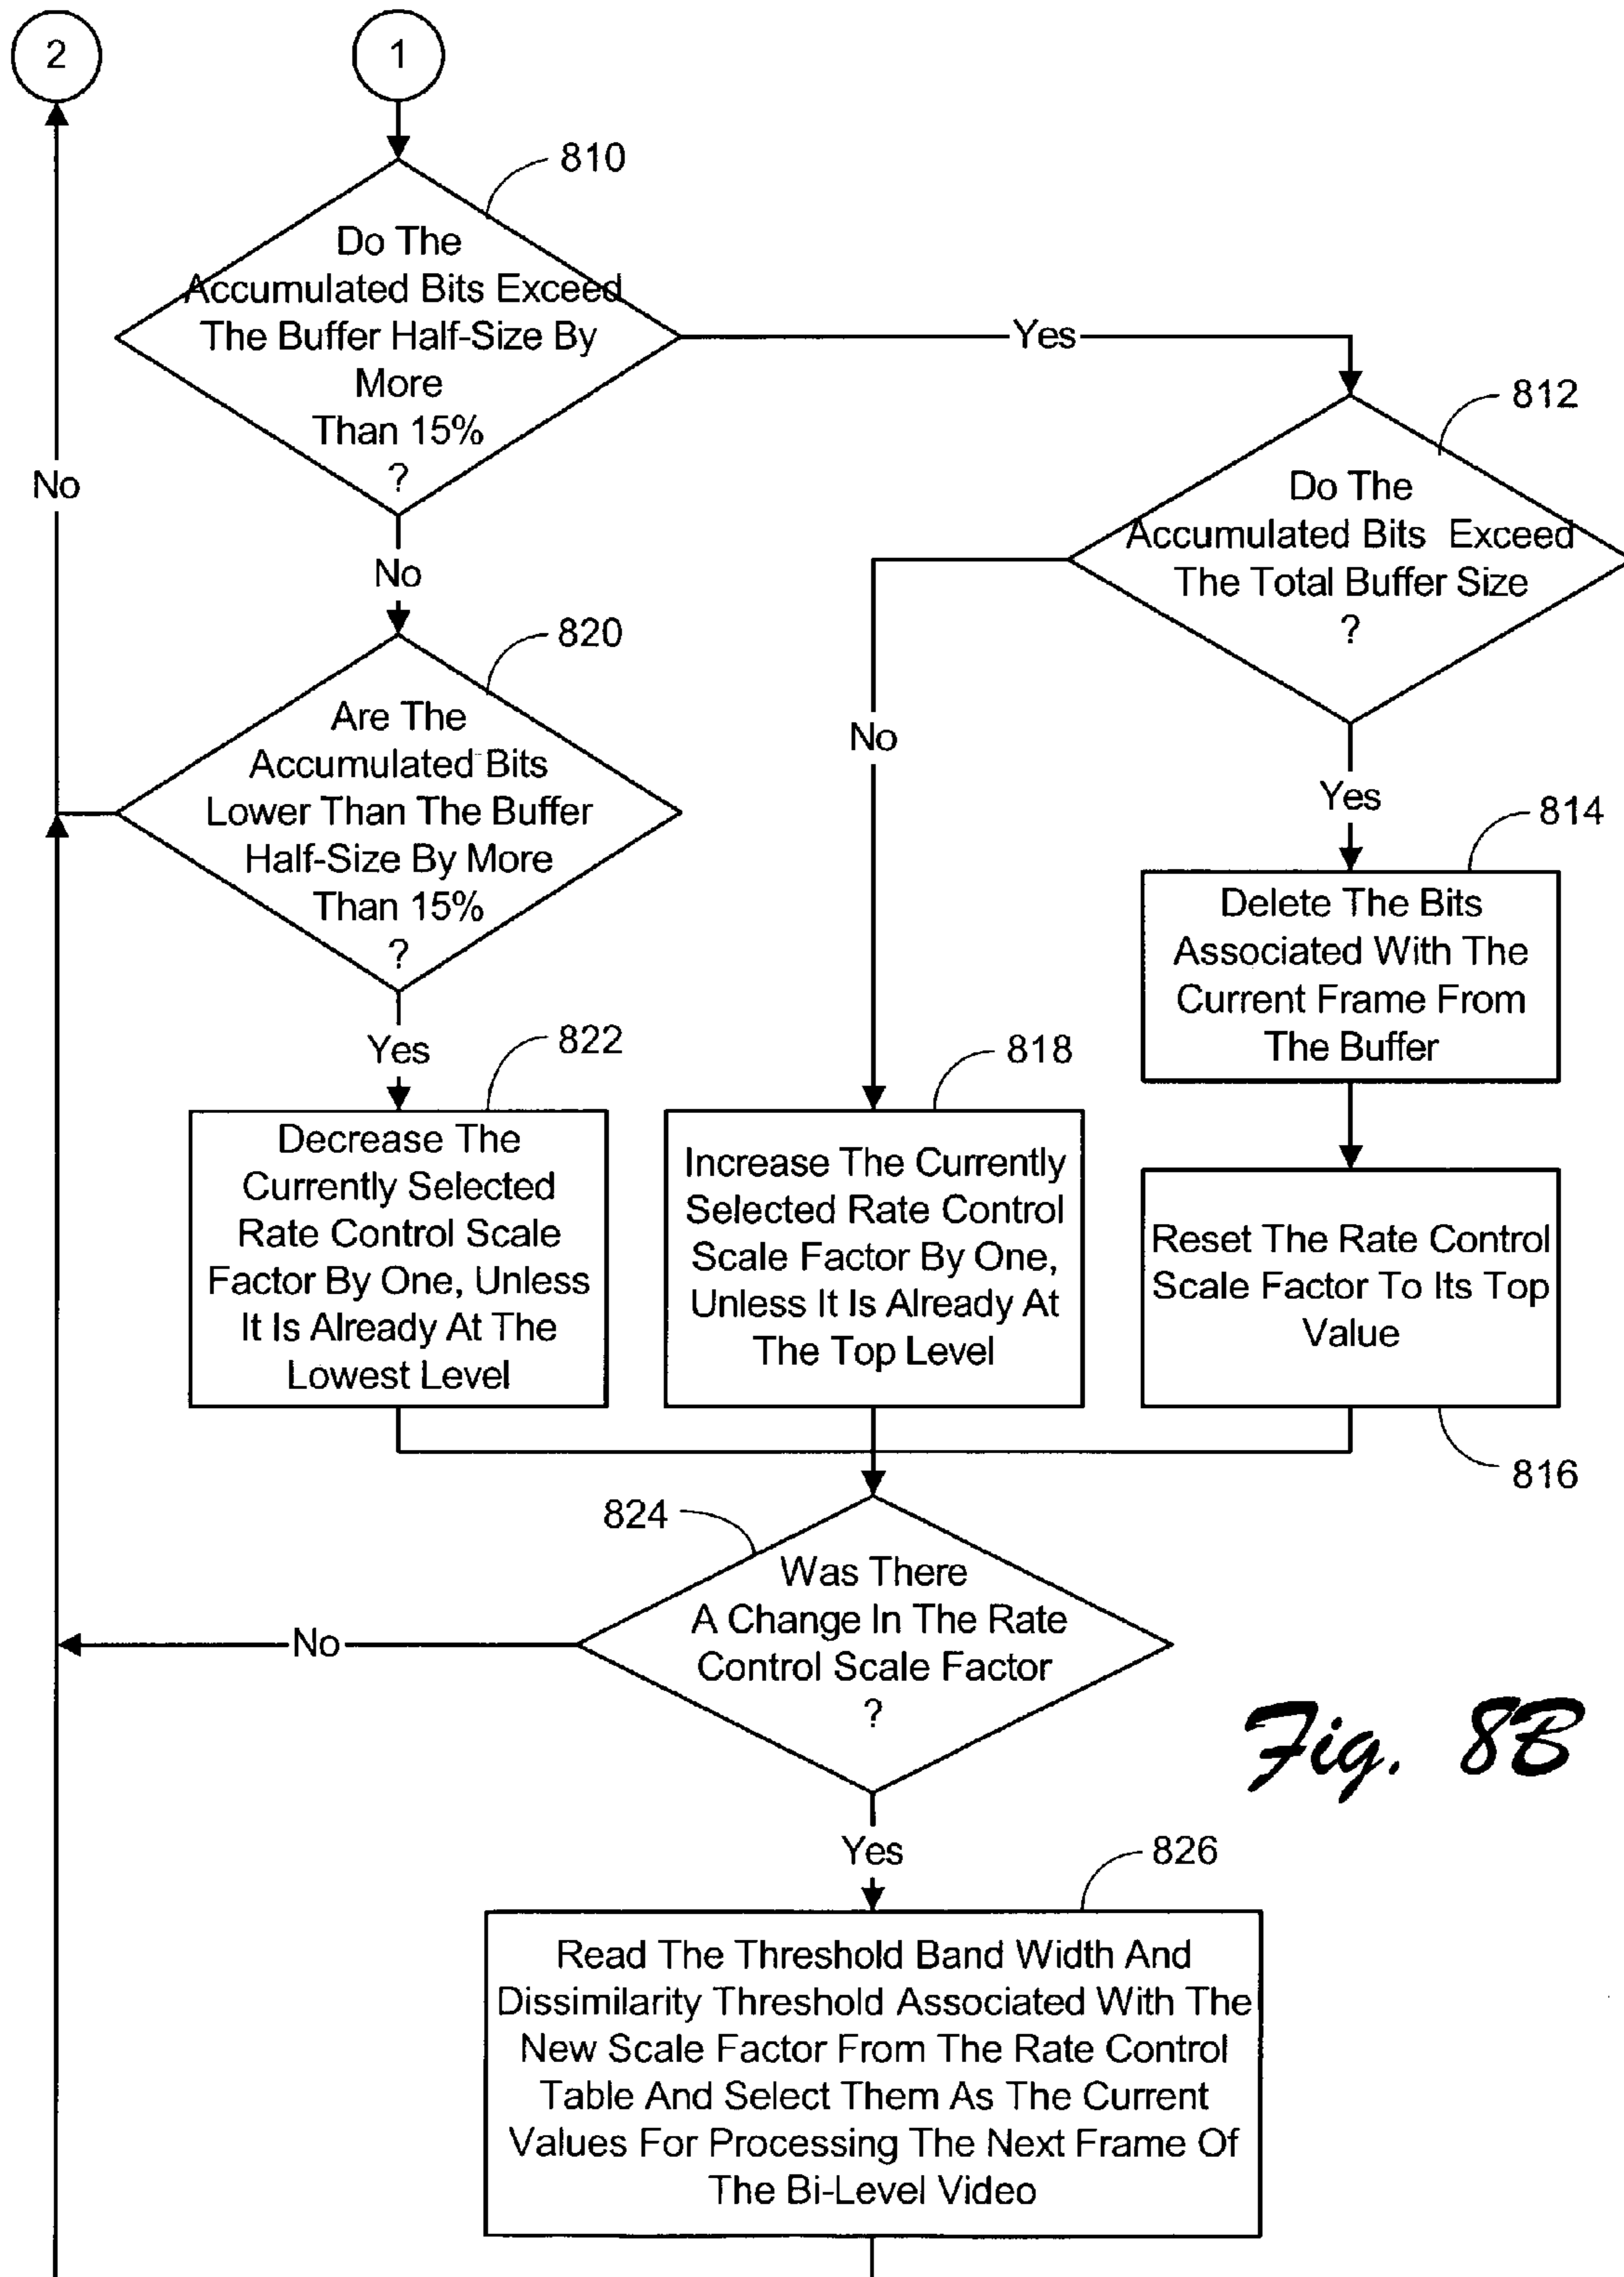 2
1
810
Do The
Accumulated Bits Exceed
The Buffer Half-Size By
More
Than 15%
?
Yes
No
812
Do The
Accumulated Bits Exceed
The Total Buffer Size
?
No
No
Yes
820
Are The
Accumulated Bits
Lower Than The Buffer
Half-Size By More
Than 15%
?
Yes
814
Delete The Bits
Associated With The
Current Frame From
The Buffer
822
Decrease The
Currently Selected
Rate Control Scale
Factor By One, Unless
It Is Already At The
Lowest Level
818
Increase The Currently
Selected Rate Control
Scale Factor By One,
Unless It Is Already At
The Top Level
Reset The Rate Control
Scale Factor To Its Top
Value
816
824
Was There
A Change In The Rate
Control Scale Factor
?
No
Yes
Fig. 8B
826
Read The Threshold Band Width And
Dissimilarity Threshold Associated With The
New Scale Factor From The Rate Control
Table And Select Them As The Current
Values For Processing The Next Frame Of
The Bi-Level Video